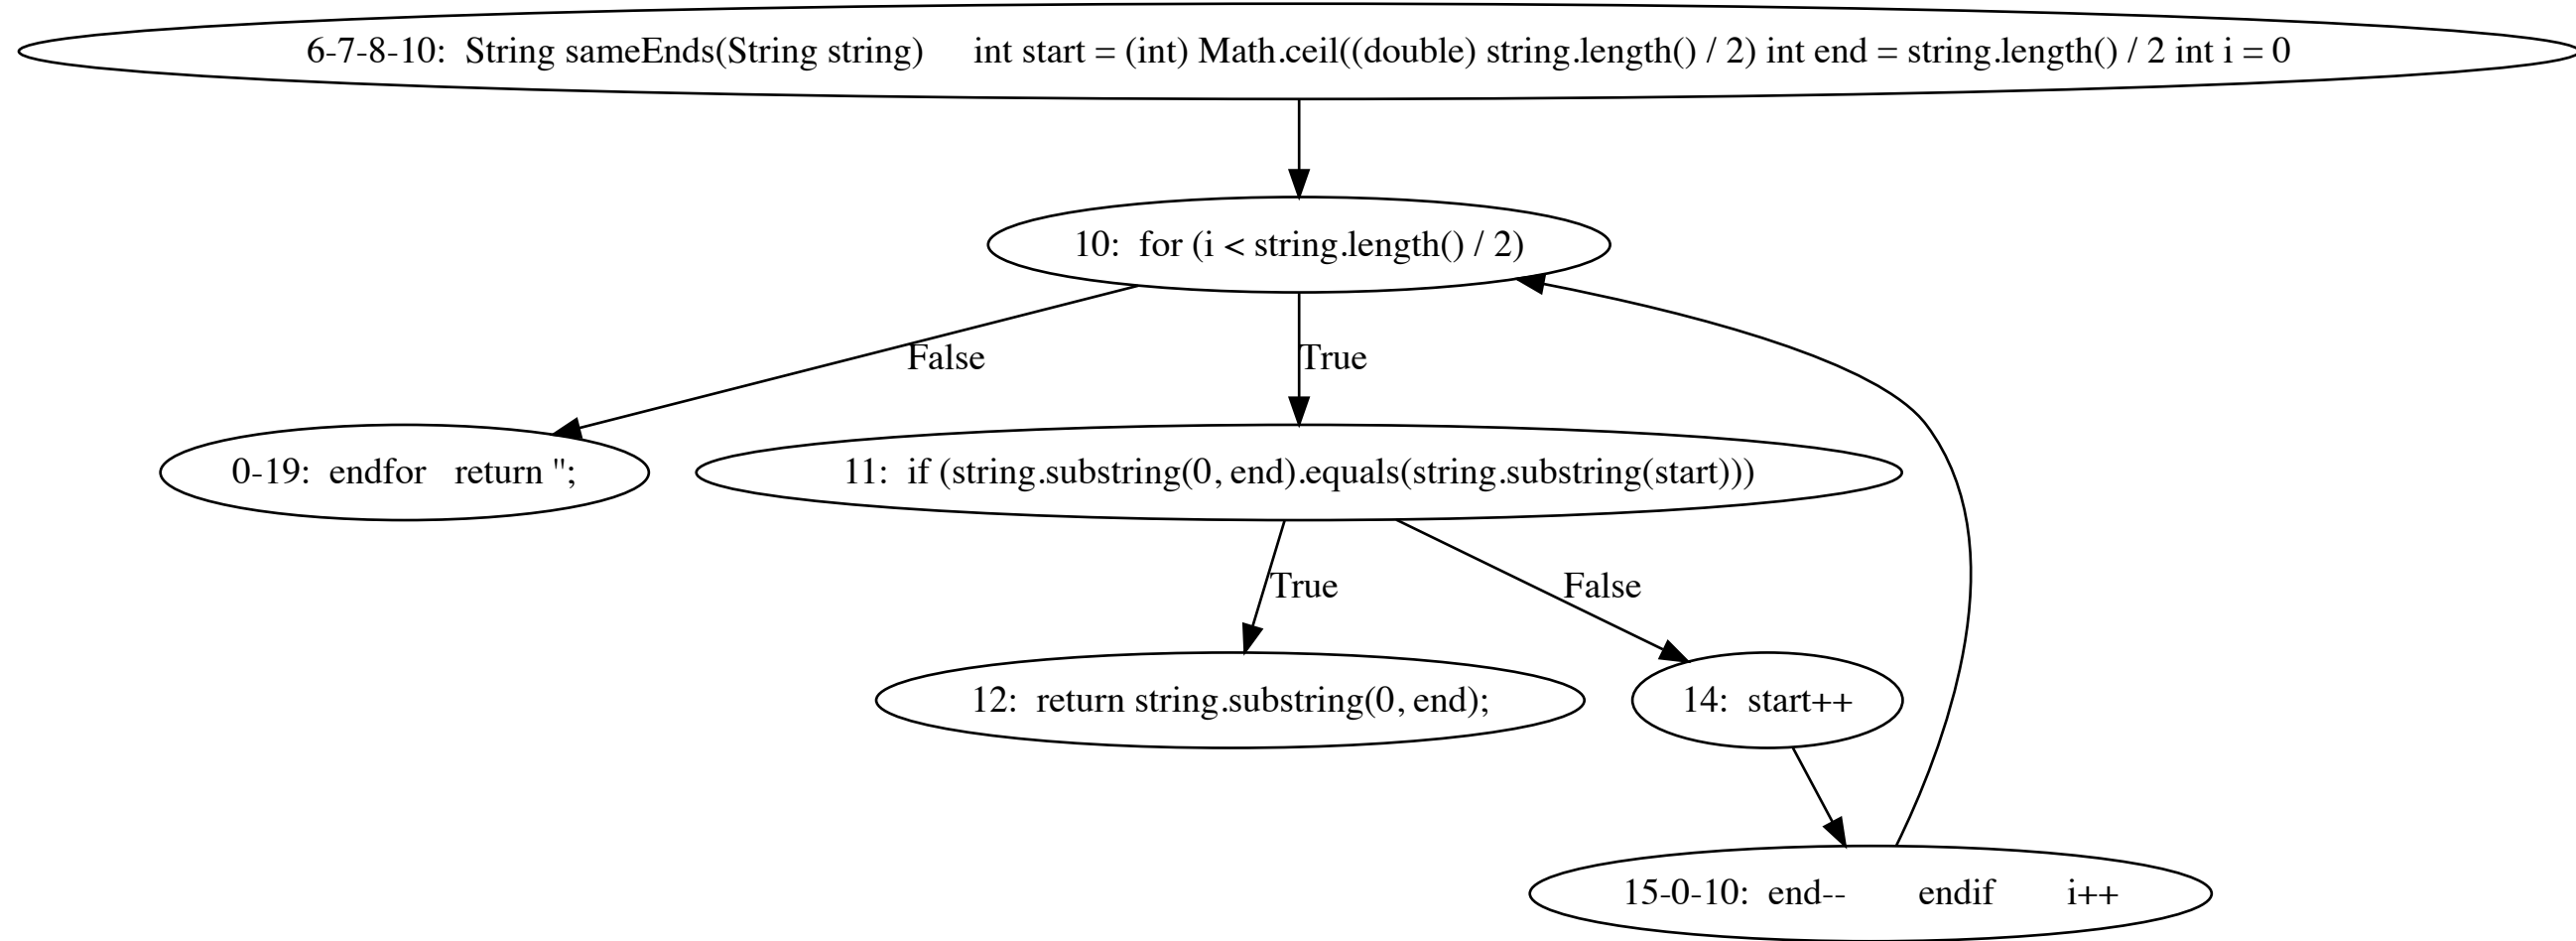 6-7-8-10:  String sameEnds(String string)     int start = (int) Math.ceil((double) string.length() / 2) int end = string.length() / 2 int i = 0
10:  for (i < string.length() / 2)
False
True
0-19:  endfor   return ";
11:  if (string.substring(0, end).equals(string.substring(start)))
True
False
12:  return string.substring(0, end);
14:  start++
15-0-10:  end--        endif        i++